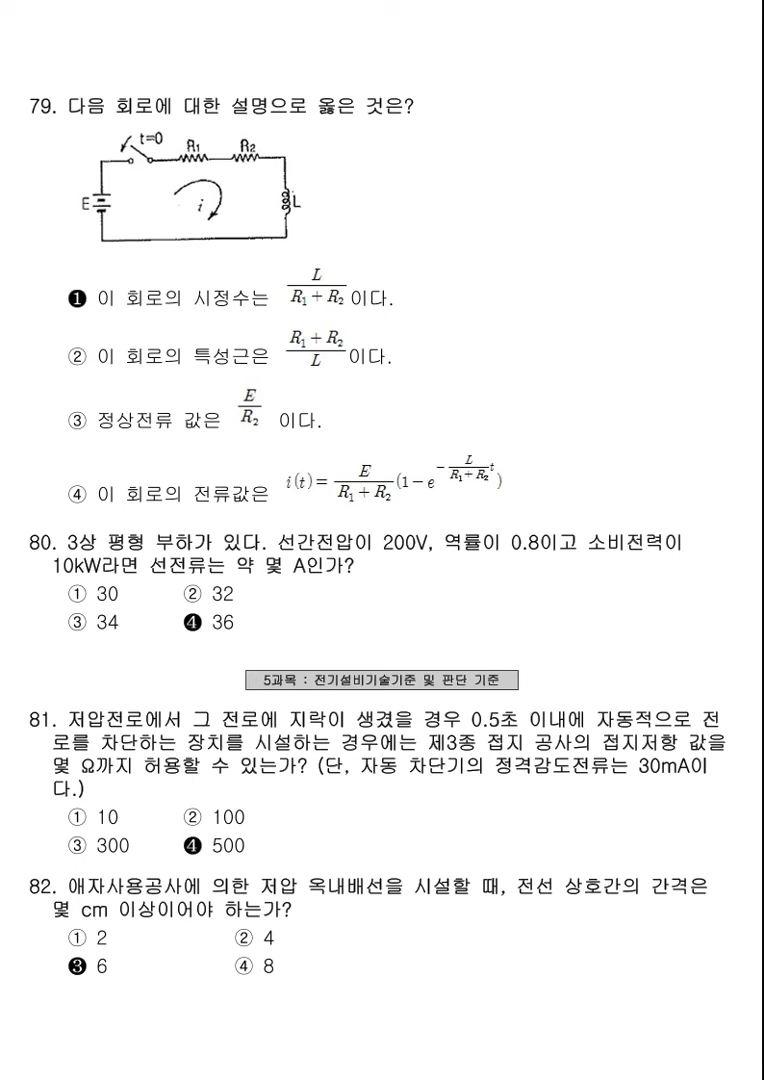 79. 다음 회로에 대한 설명으로 옳은 것은?
t=0
R₁ R₂
E
i
L
❶ 이 회로의 시정수는 L/(R₁+R₂)이다.
② 이 회로의 특성근은 (R₁+R₂)/L이다.
③ 정상전류 값은 E/R₂ 이다.
④ 이 회로의 전류값은 i(t)=E/(R₁+R₂)(1-e^(-L/(R₁+R₂)t))
80. 3상 평형 부하가 있다. 선간전압이 200V, 역률이 0.8이고 소비전력이
10kW라면 선전류는 약 몇 A인가?
① 30 ② 32
③ 34 ❹ 36
5과목 : 전기설비기술기준 및 판단 기준
81. 저압전로에서 그 전로에 지락이 생겼을 경우 0.5초 이내에 자동적으로 전
로를 차단하는 장치를 시설하는 경우에는 제3종 접지 공사의 접지저항 값을
몇 Ω까지 허용할 수 있는가? (단, 자동 차단기의 정격감도전류는 30mA이
다.)
① 10 ② 100
③ 300 ❹ 500
82. 애자사용공사에 의한 저압 옥내배선을 시설할 때, 전선 상호간의 간격은
몇 cm 이상이어야 하는가?
① 2 ② 4
❸ 6 ④ 8